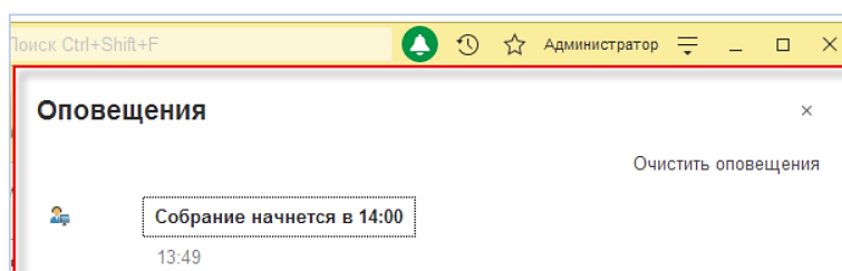 Поиск Ctrl+Shift+F Администратор
Оповещения
Очистить оповещения
Собрание начнется в 14:00
13:49